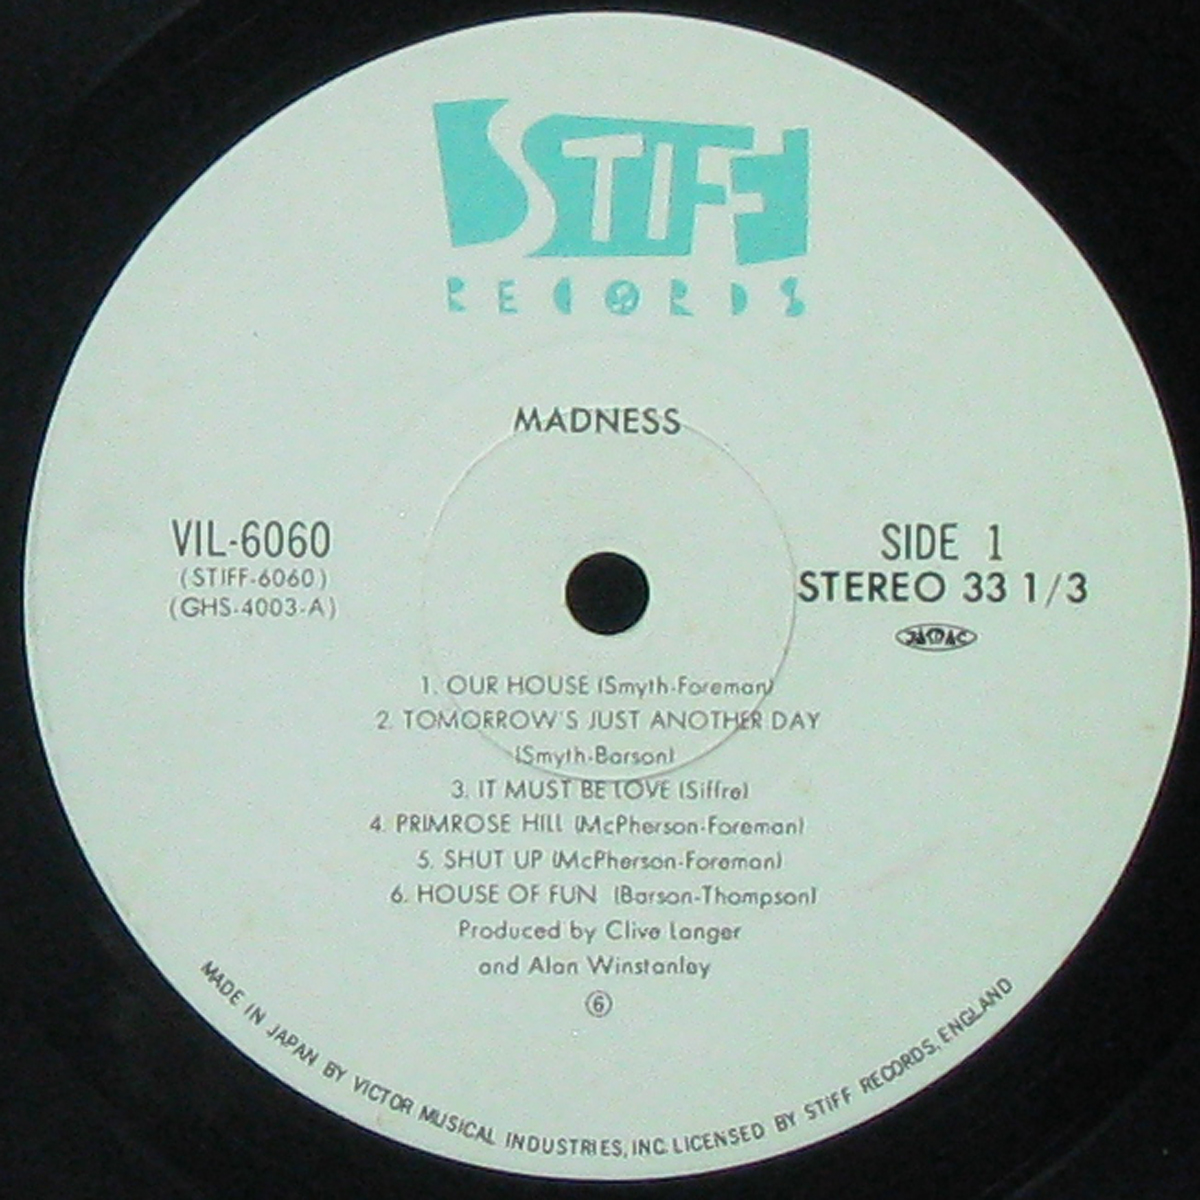 STIFF
RECORDS
MADNESS
VIL-6060
(STIFF-6060)
(GHS-4003-A)
SIDE 1
STEREO 33 1/3
JASRAC
1. OUR HOUSE (Smyth-Foreman)
2. TOMORROW'S JUST ANOTHER DAY
(Smyth-Barson)
3. IT MUST BE LOVE (Siffre)
4. PRIMROSE HILL (McPherson-Foreman)
5. SHUT UP (McPherson-Foreman)
6. HOUSE OF FUN (Barson-Thompson)
Produced by Clive Langer
and Alan Winstanley
⑥
MADE IN JAPAN BY VICTOR MUSICAL INDUSTRIES, INC. LICENSED BY STIFF RECORDS, ENGLAND